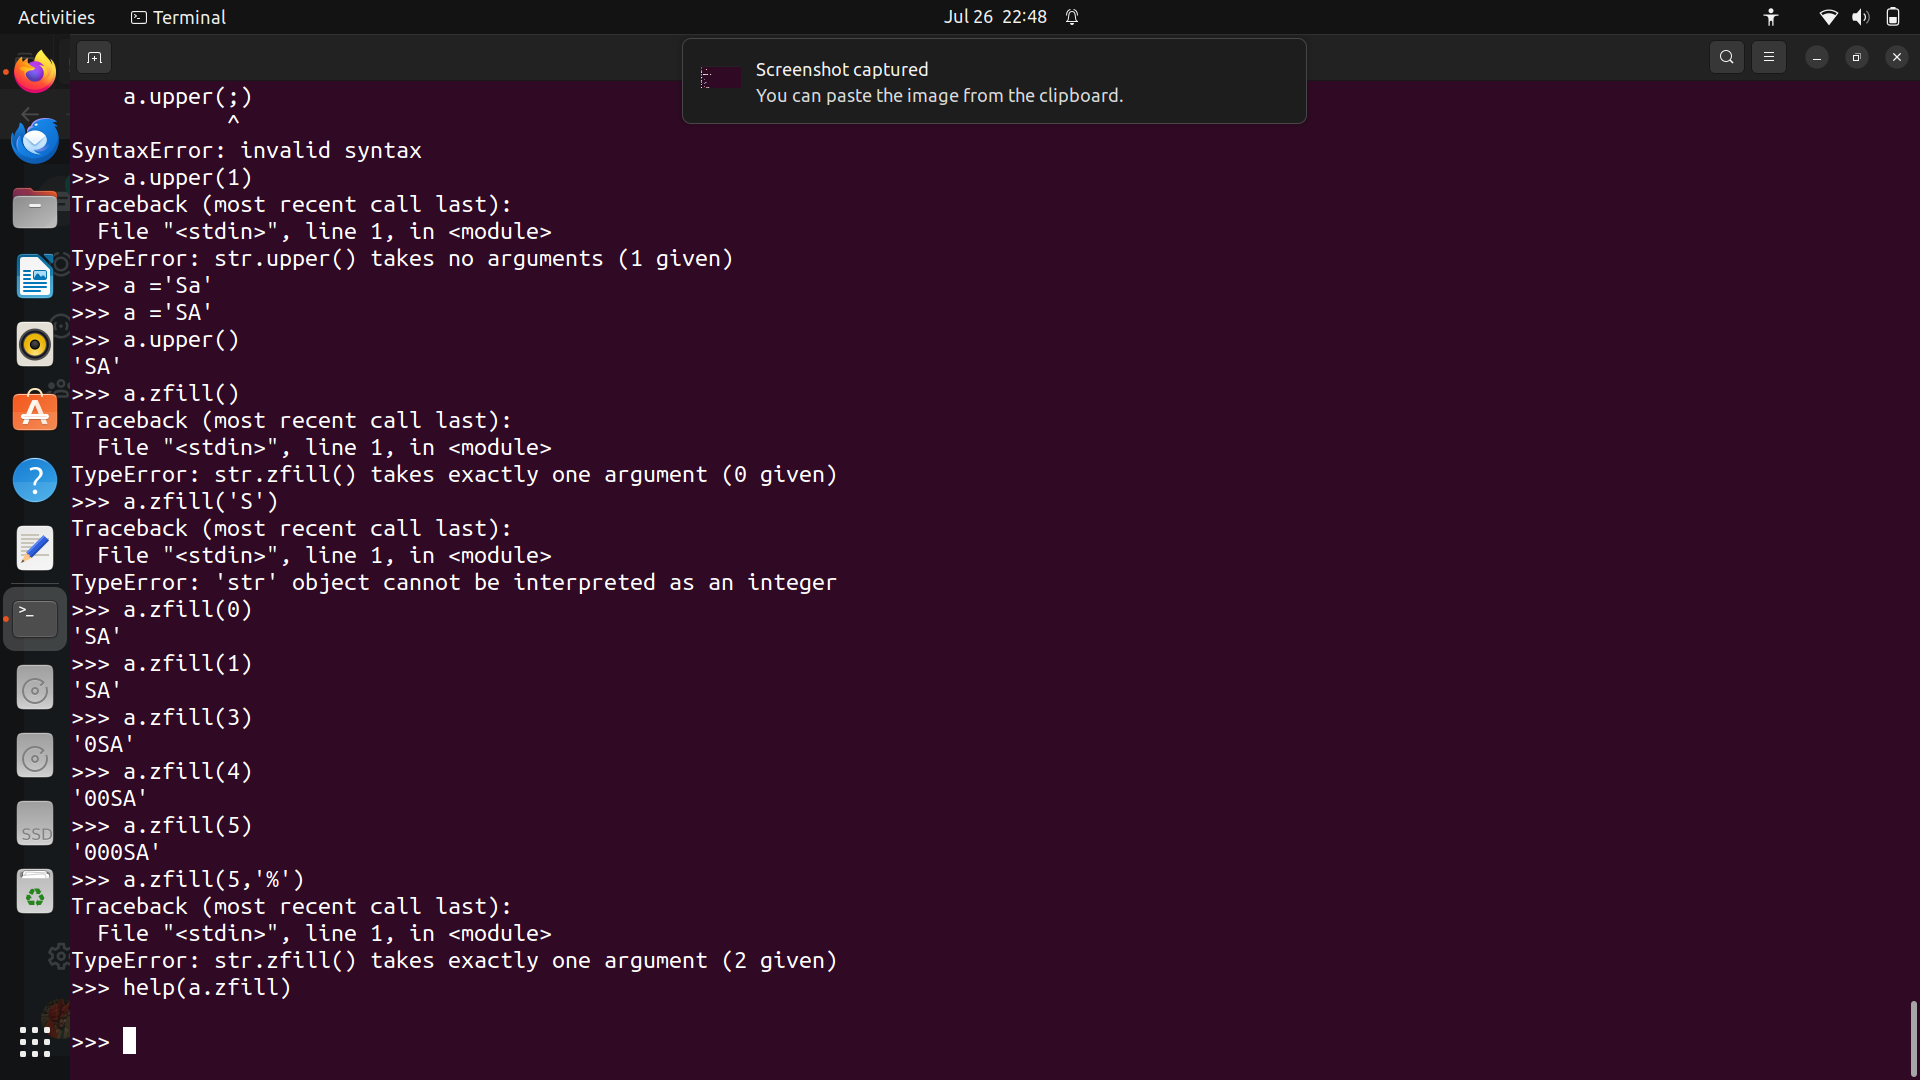 Activities
Terminal
Jul 26 22:48
Screenshot captured
You can paste the image from the clipboard.
    a.upper(;)
            ^
SyntaxError: invalid syntax
>>> a.upper(1)
Traceback (most recent call last):
  File "<stdin>", line 1, in <module>
TypeError: str.upper() takes no arguments (1 given)
>>> a ='Sa'
>>> a ='SA'
>>> a.upper()
'SA'
>>> a.zfill()
Traceback (most recent call last):
  File "<stdin>", line 1, in <module>
TypeError: str.zfill() takes exactly one argument (0 given)
>>> a.zfill('S')
Traceback (most recent call last):
  File "<stdin>", line 1, in <module>
TypeError: 'str' object cannot be interpreted as an integer
>>> a.zfill(0)
'SA'
>>> a.zfill(1)
'SA'
>>> a.zfill(3)
'0SA'
>>> a.zfill(4)
'00SA'
>>> a.zfill(5)
'000SA'
>>> a.zfill(5,'%')
Traceback (most recent call last):
  File "<stdin>", line 1, in <module>
TypeError: str.zfill() takes exactly one argument (2 given)
>>> help(a.zfill)
>>>
SSD